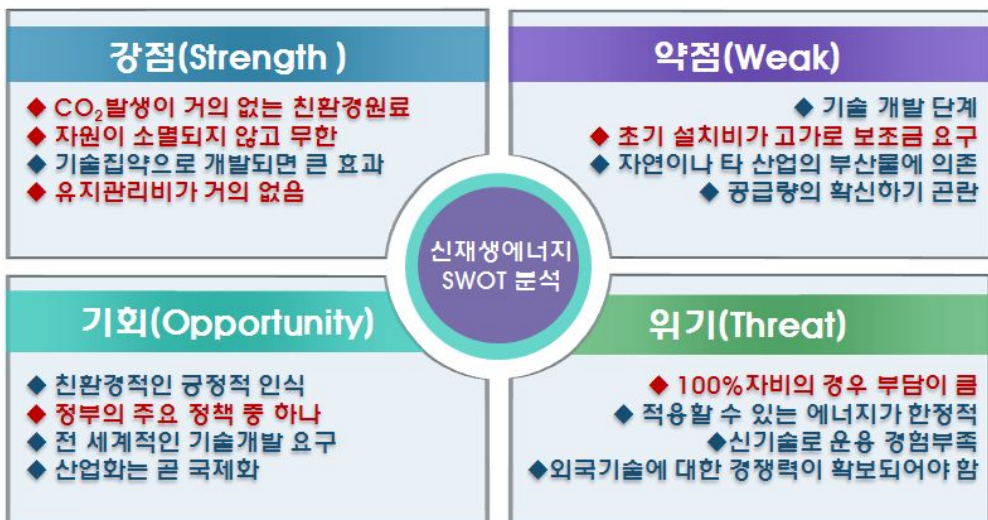 강점(Strength )
◆ CO₂발생이 거의 없는 친환경원료
◆ 자원이 소멸되지 않고 무한
◆ 기술집약으로 개발되면 큰 효과
◆ 유지관리비가 거의 없음
약점(Weak)
◆ 기술 개발 단계
◆ 초기 설치비가 고가로 보조금 요구
◆ 자연이나 타 산업의 부산물에 의존
◆ 공급량의 확신하기 곤란
신재생에너지
SWOT 분석
기회(Opportunity)
◆ 친환경적인 긍정적 인식
◆ 정부의 주요 정책 중 하나
◆ 전 세계적인 기술개발 요구
◆ 산업화는 곧 국제화
위기(Threat)
◆ 100%자비의 경우 부담이 큼
◆ 적용할 수 있는 에너지가 한정적
◆신기술로 운용 경험부족
◆외국기술에 대한 경쟁력이 확보되어야 함